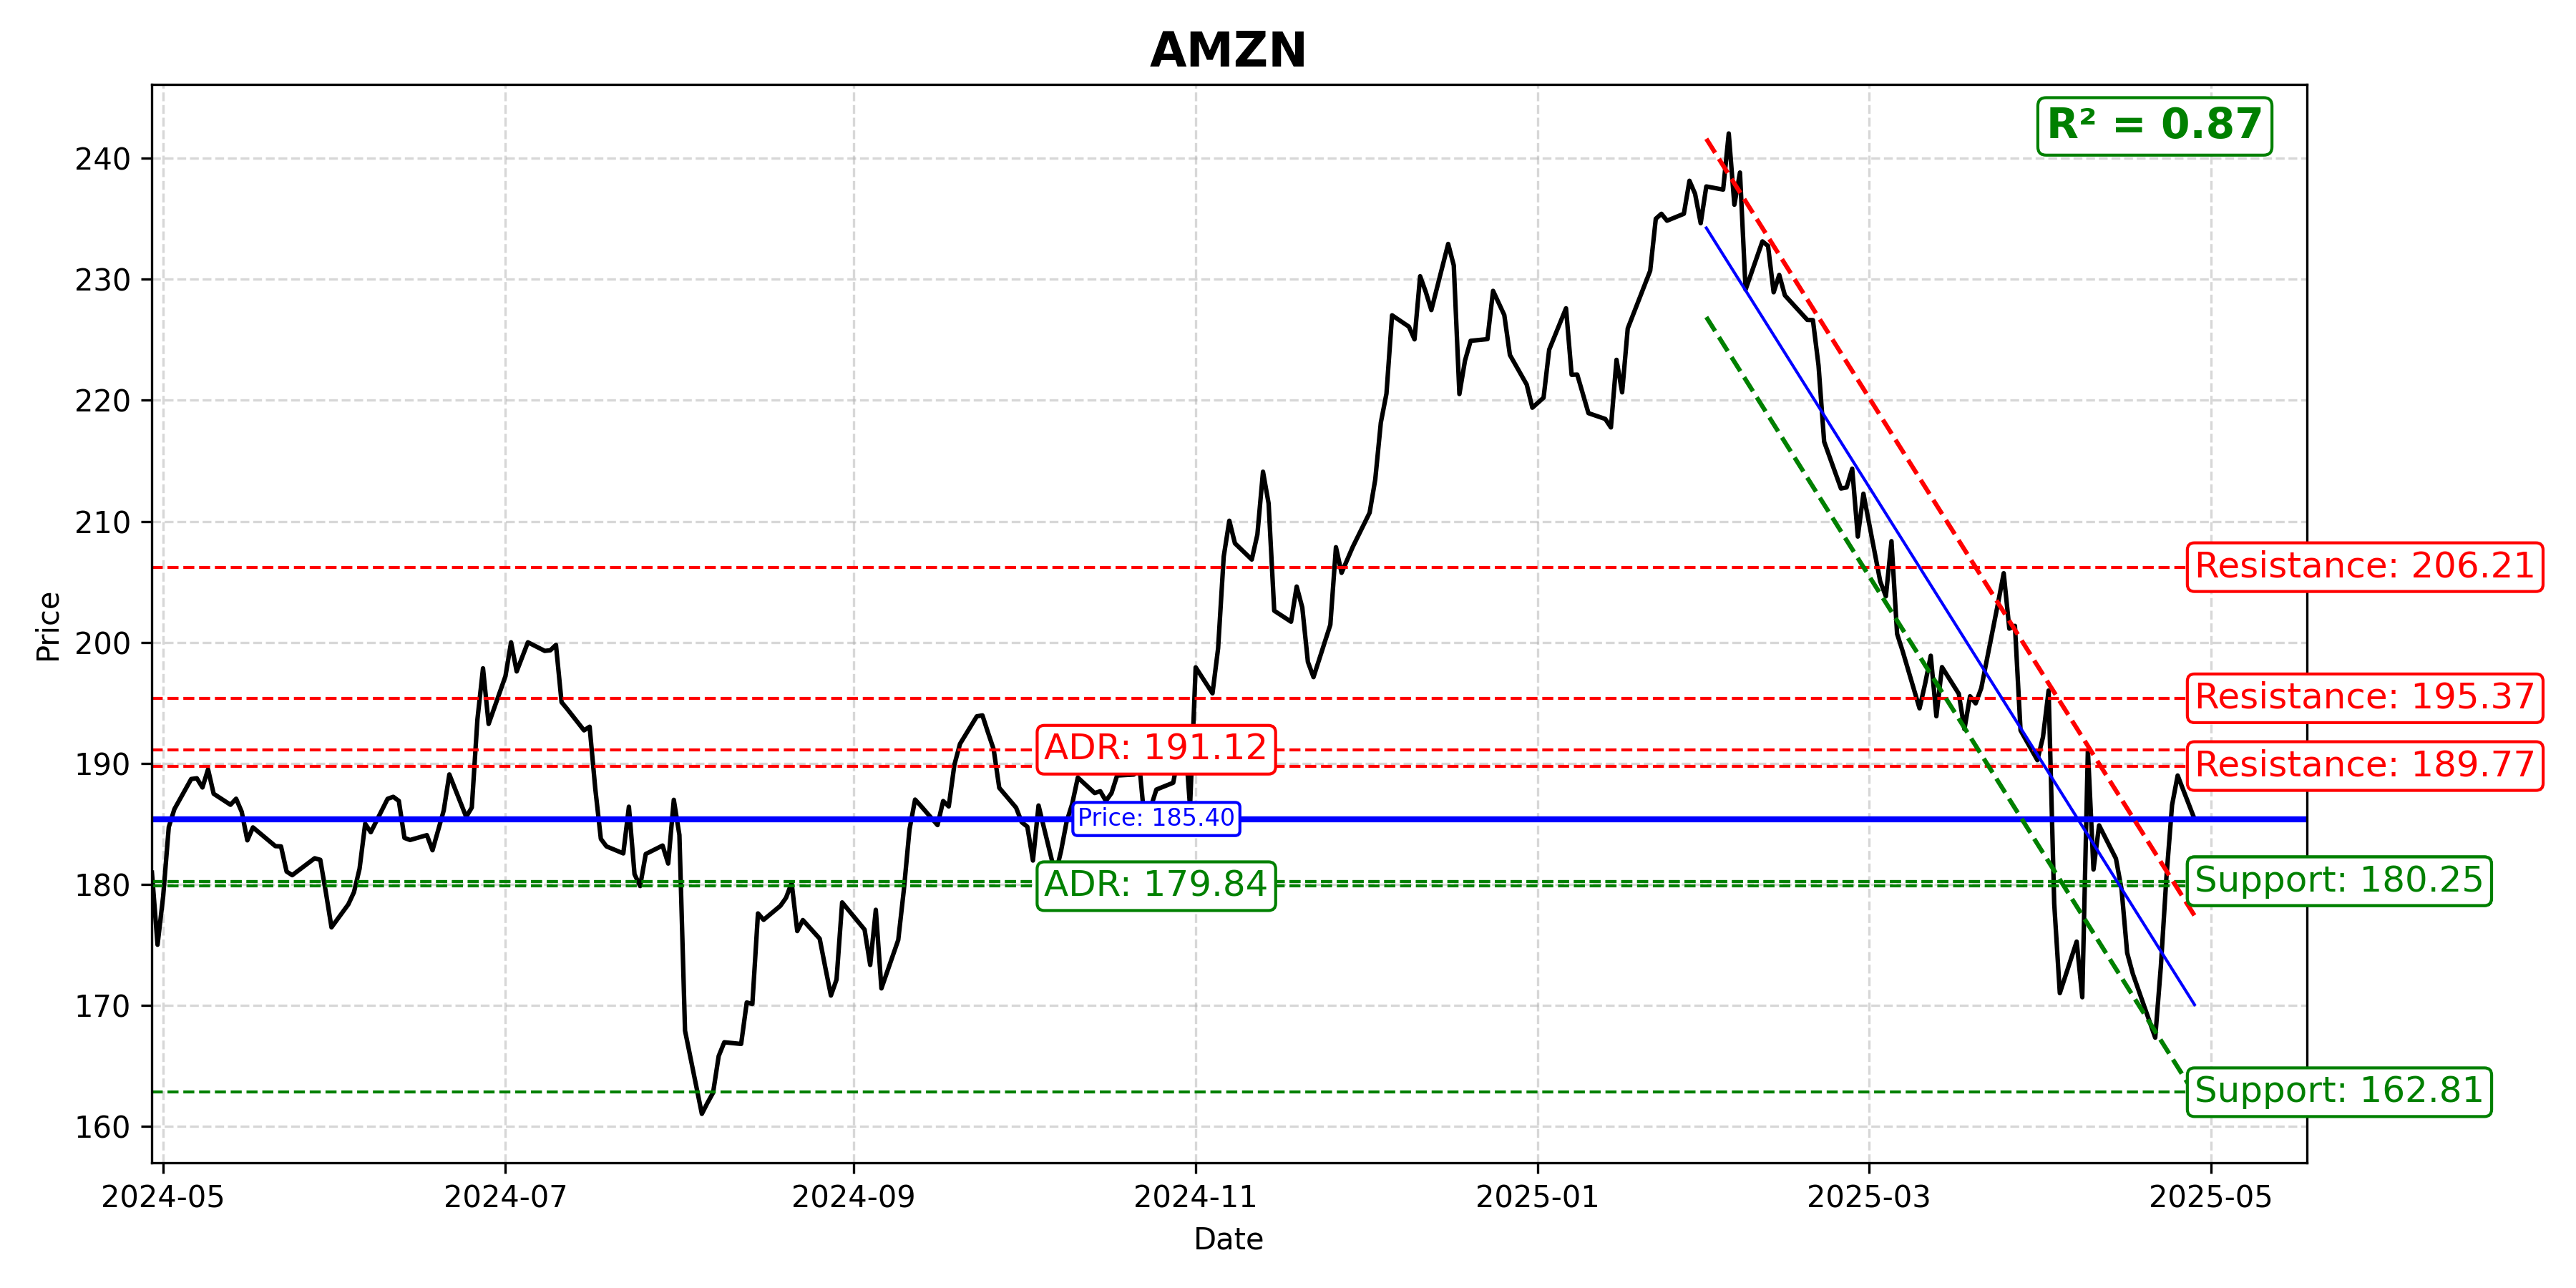 AMZN
R² = 0.87
240
230
220
210
200
190
180
170
160
Price
Resistance: 206.21
Resistance: 195.37
ADR: 191.12
Resistance: 189.77
Price: 185.40
ADR: 179.84
Support: 180.25
Support: 162.81
2024-05
2024-07
2024-09
2024-11
2025-01
2025-03
2025-05
Date